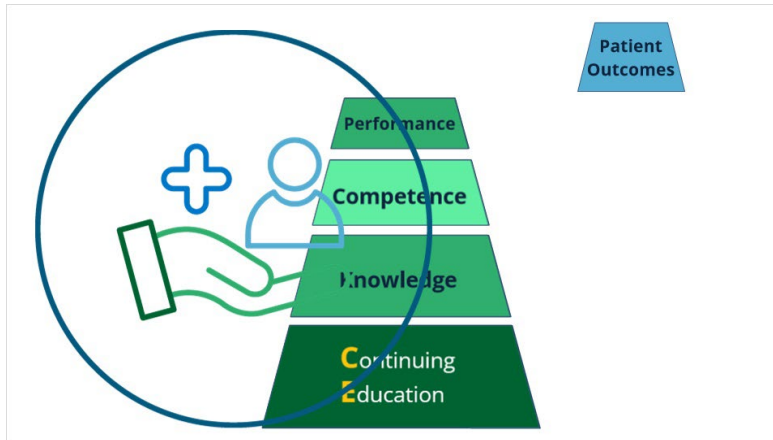 Patient
Outcomes
Performance
Competence
Knowledge
Continuing
Education